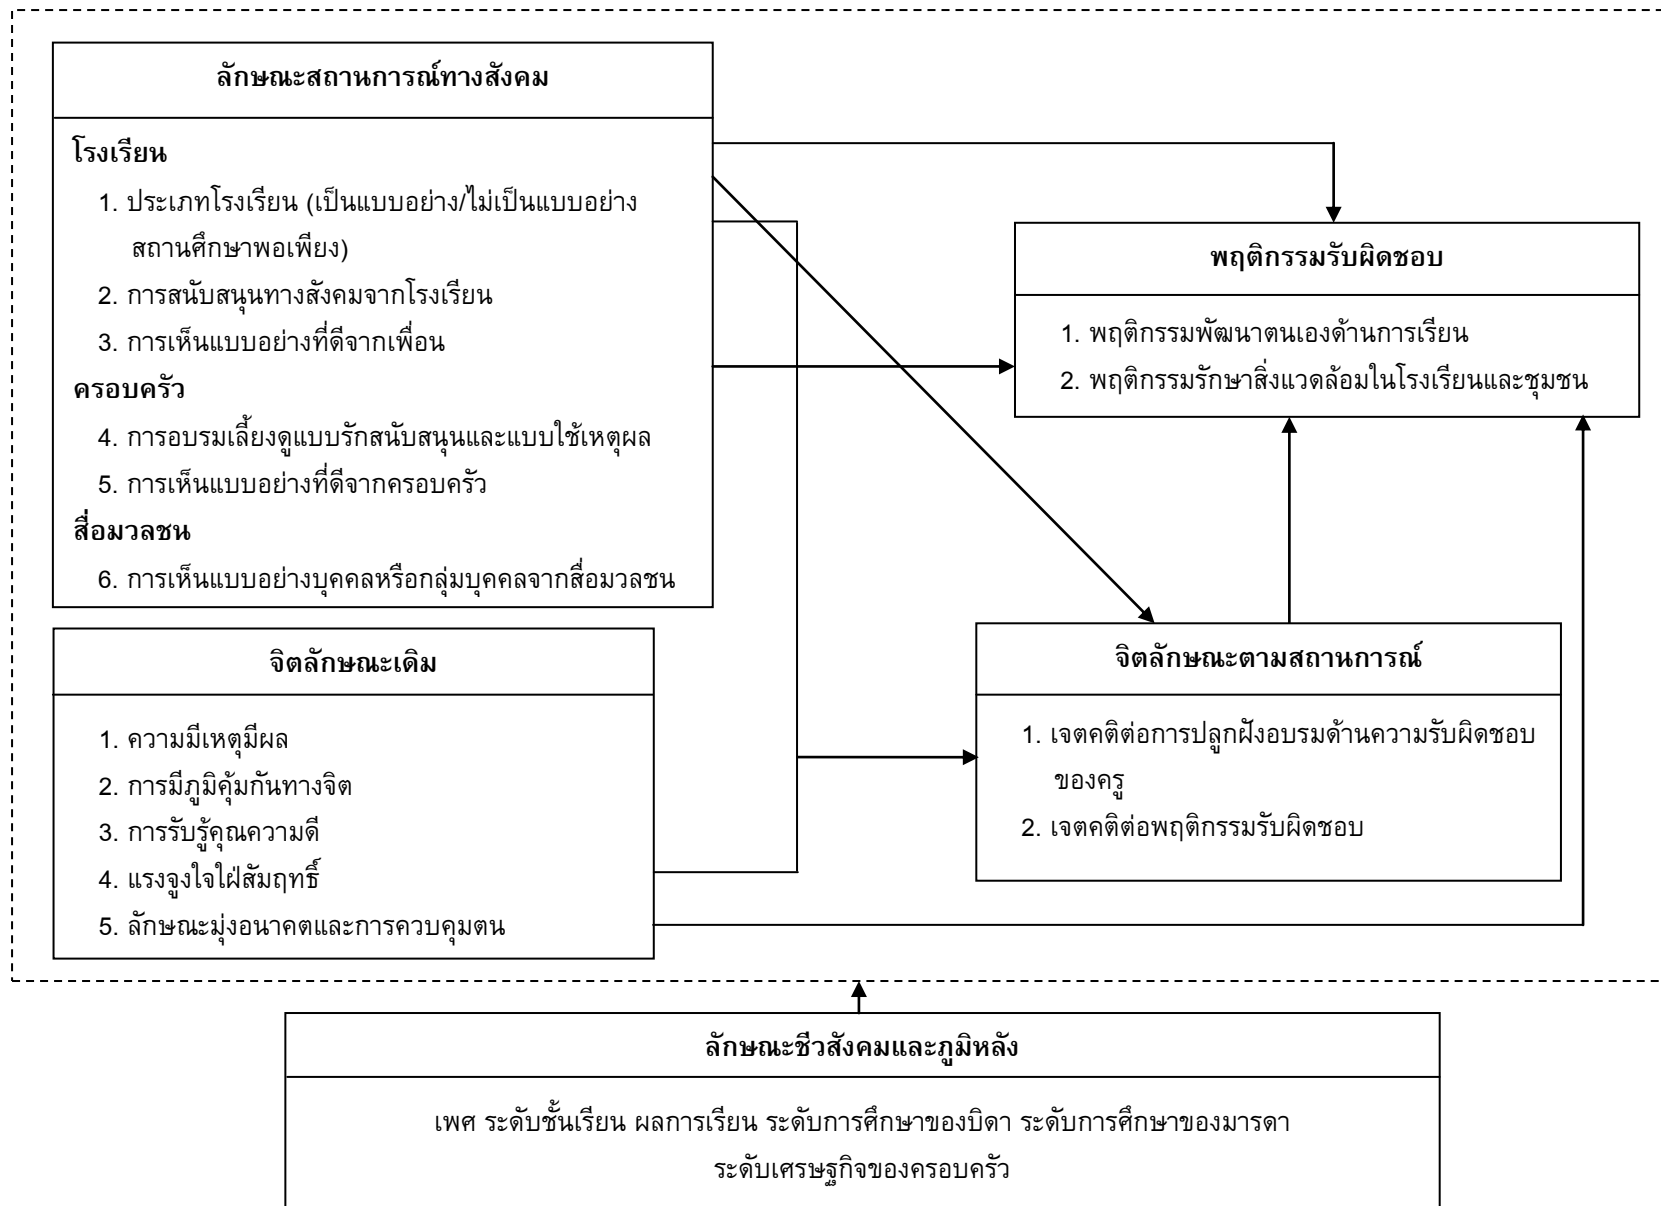 ลักษณะสถานการณ์ทางสังคม
โรงเรียน
1. ประเภทโรงเรียน (เป็นแบบอย่าง/ไม่เป็นแบบอย่าง
สถานศึกษาพอเพียง)
2. การสนับสนุนทางสังคมจากโรงเรียน
3. การเห็นแบบอย่างที่ดีจากเพื่อน
ครอบครัว
4. การอบรมเลี้ยงดูแบบรักสนับสนุนและแบบใช้เหตุผล
5. การเห็นแบบอย่างที่ดีจากครอบครัว
สื่อมวลชน
6. การเห็นแบบอย่างบุคคลหรือกลุ่มบุคคลจากสื่อมวลชน
พฤติกรรมรับผิดชอบ
1. พฤติกรรมพัฒนาตนเองด้านการเรียน
2. พฤติกรรมรักษาสิ่งแวดล้อมในโรงเรียนและชุมชน
จิตลักษณะเดิม
1. ความมีเหตุมีผล
2. การมีภูมิคุ้มกันทางจิต
3. การรับรู้คุณความดี
4. แรงจูงใจใฝ่สัมฤทธิ์
5. ลักษณะมุ่งอนาคตและการควบคุมตน
จิตลักษณะตามสถานการณ์
1. เจตคติต่อการปลูกฝังอบรมด้านความรับผิดชอบ
ของครู
2. เจตคติต่อพฤติกรรมรับผิดชอบ
ลักษณะชีวสังคมและภูมิหลัง
เพศ ระดับชั้นเรียน ผลการเรียน ระดับการศึกษาของบิดา ระดับการศึกษาของมารดา
ระดับเศรษฐกิจของครอบครัว